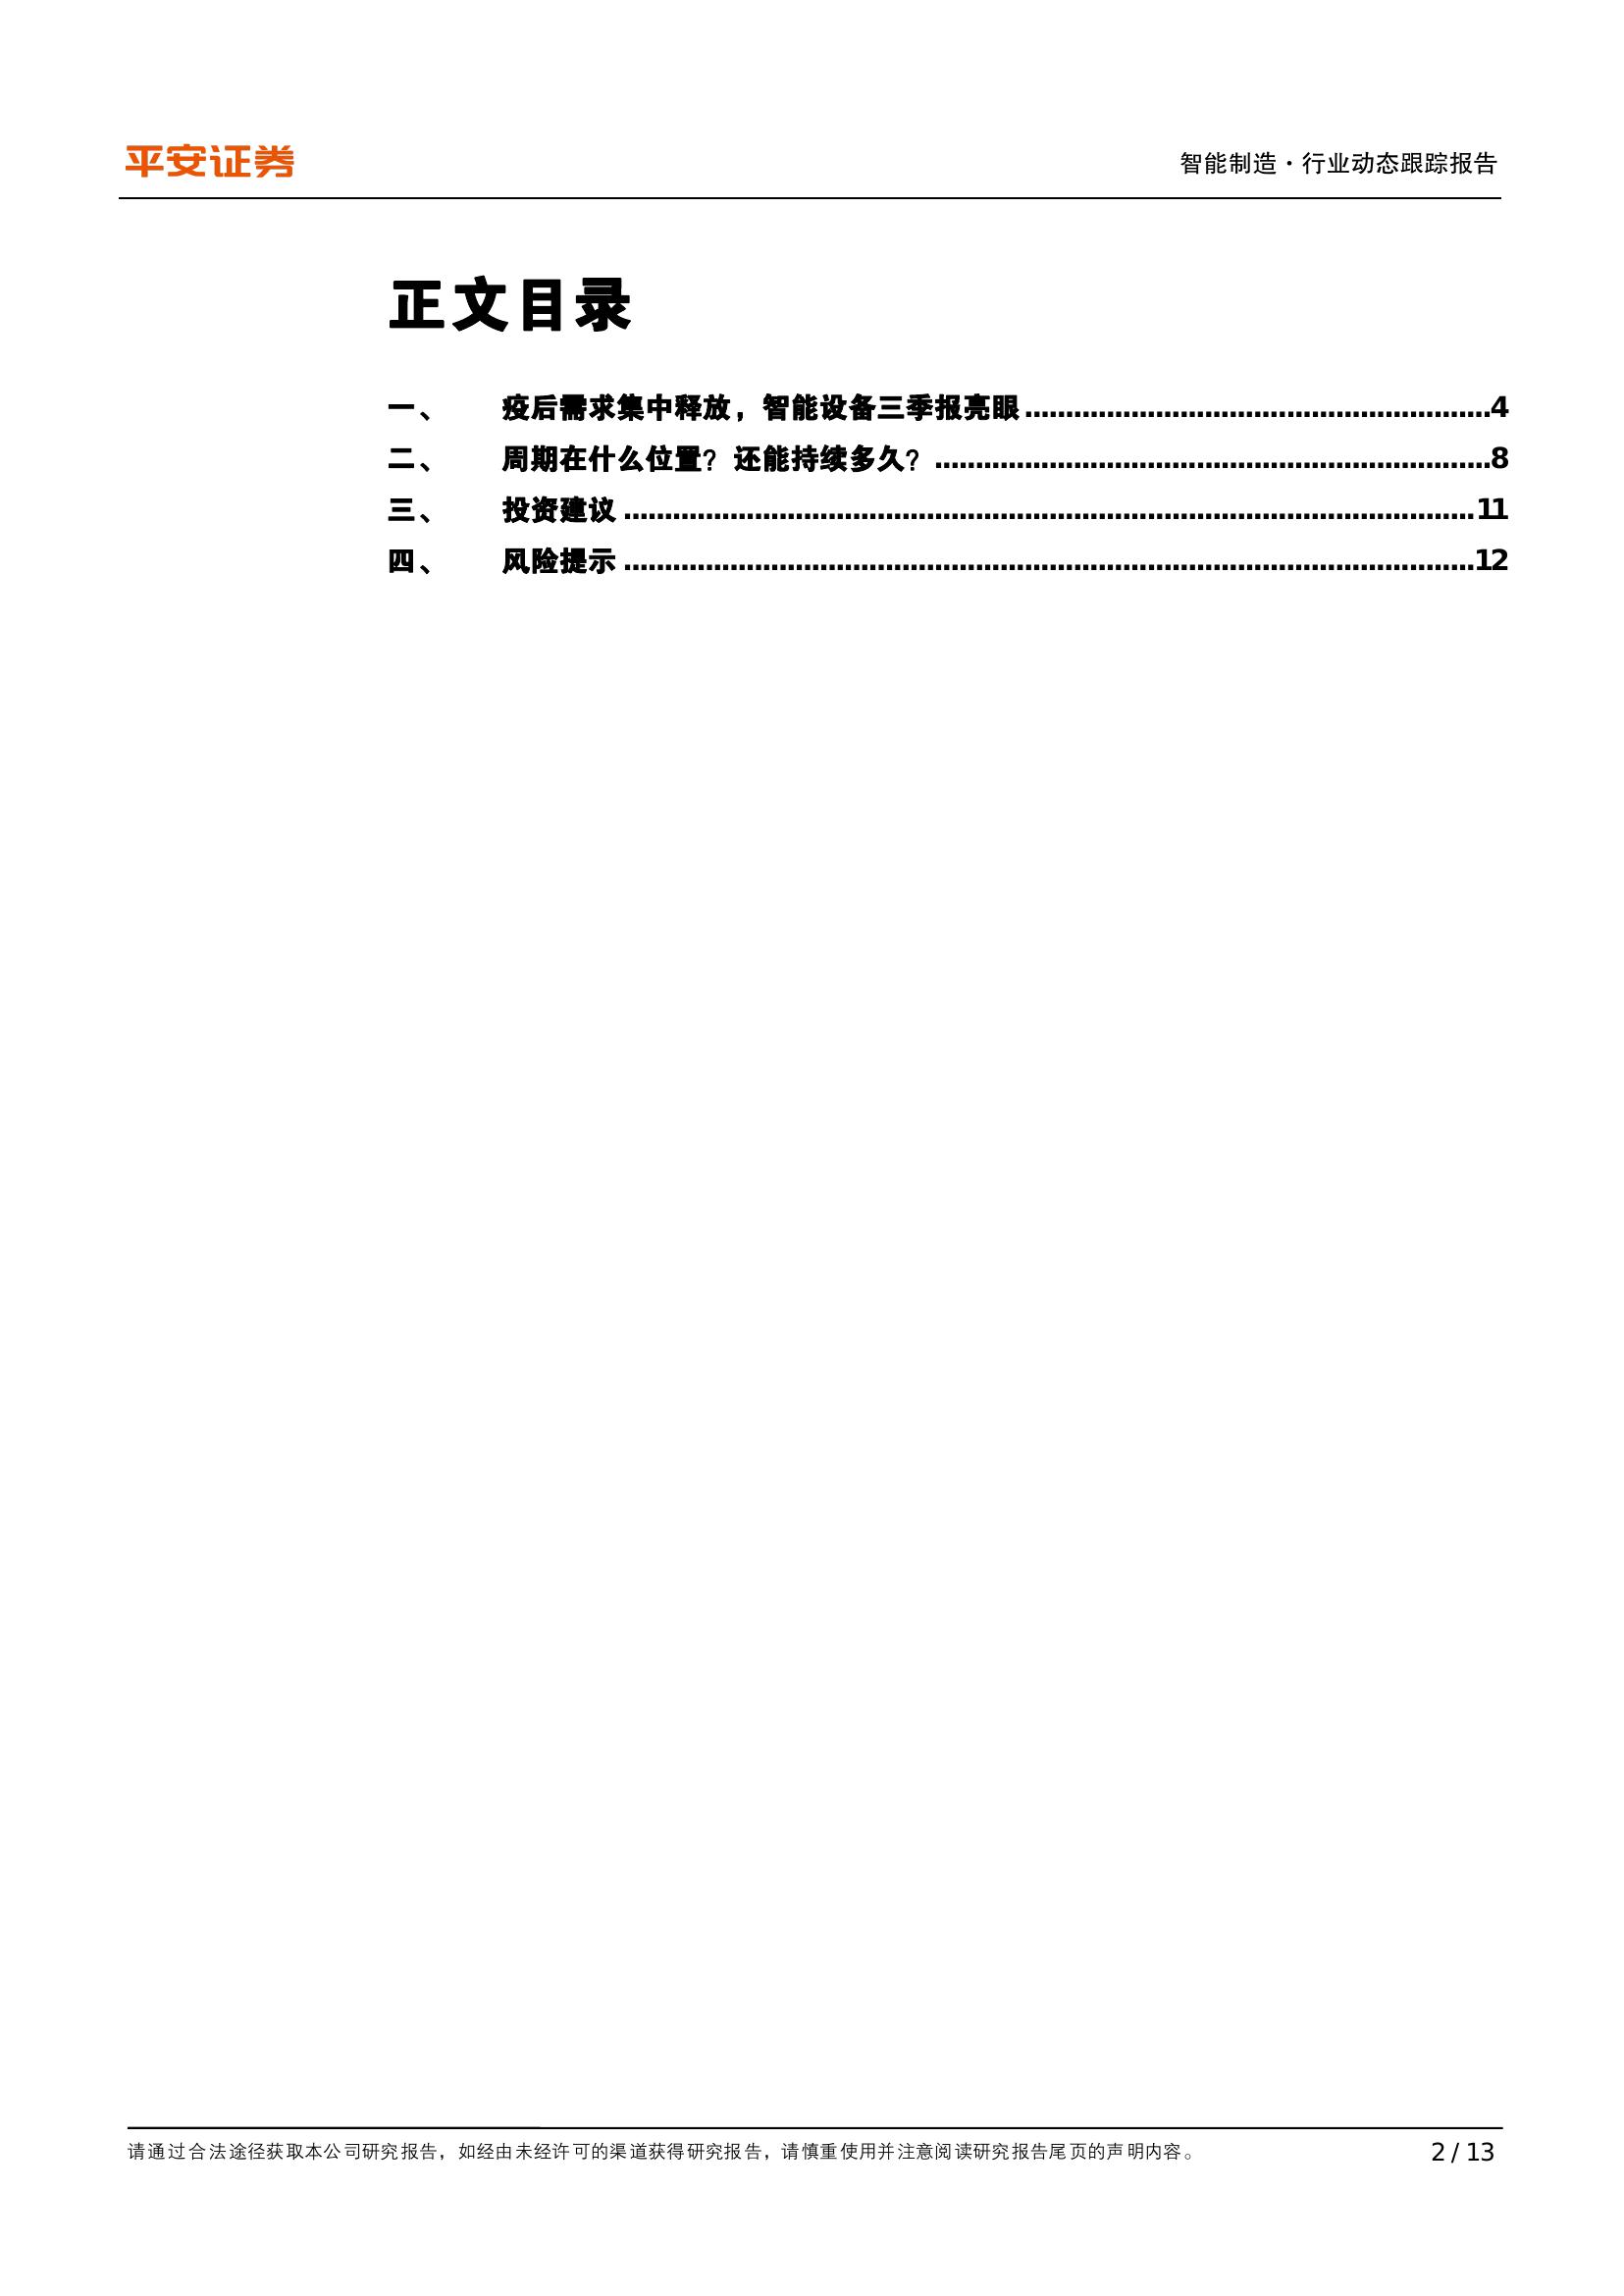 平安证券
智能制造·行业动态跟踪报告
正文目录
一、 疫后需求集中释放，智能设备三季报亮眼........................................................4
二、 周期在什么位置？还能持续多久？...................................................................8
三、 投资建议......................................................................................................11
四、 风险提示......................................................................................................12
请通过合法途径获取本公司研究报告，如经由未经许可的渠道获得研究报告，请慎重使用并注意阅读研究报告尾页的声明内容。 2 / 13